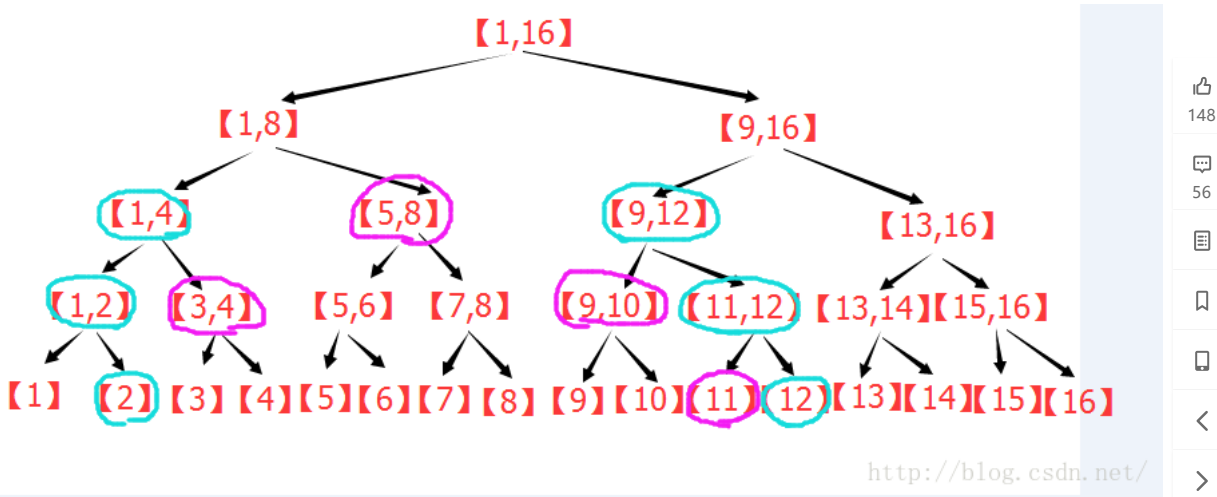 【1,16】
【1,8】 【9,16】
148
【1,4】 【5,8】 【9,12】 【13,16】
56
【1,2】 【3,4】 【5,6】 【7,8】 【9,10】 【11,12】 【13,14】 【15,16】
【1】 【2】 【3】 【4】 【5】 【6】 【7】 【8】 【9】 【10】 【11】 【12】 【13】 【14】 【15】 【16】
http://blog.csdn.net/